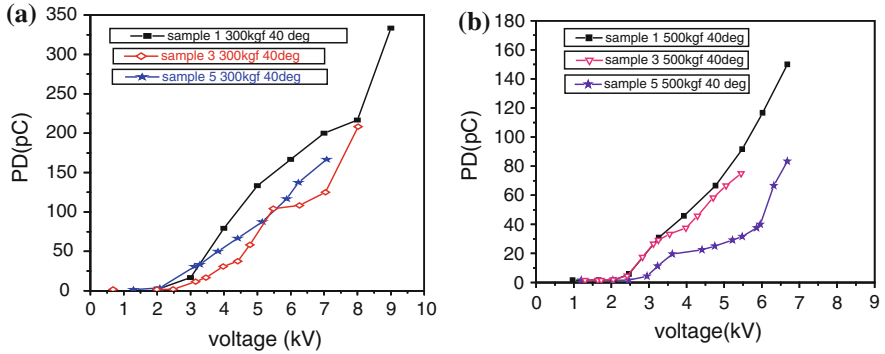 (a)
350
300
250
200
150
100
50
0
PD(pC)
sample 1 300kgf 40 deg
sample 3 300kgf 40deg
sample 5 300kgf 40deg
0 1 2 3 4 5 6 7 8 9 10
voltage (kV)
(b)
180
160
140
120
100
80
60
40
20
0
PD(pC)
sample 1 500kgf 40deg
sample 3 500kgf 40deg
sample 5 500kgf 40 deg
0 1 2 3 4 5 6 7 8 9
voltage(kV)